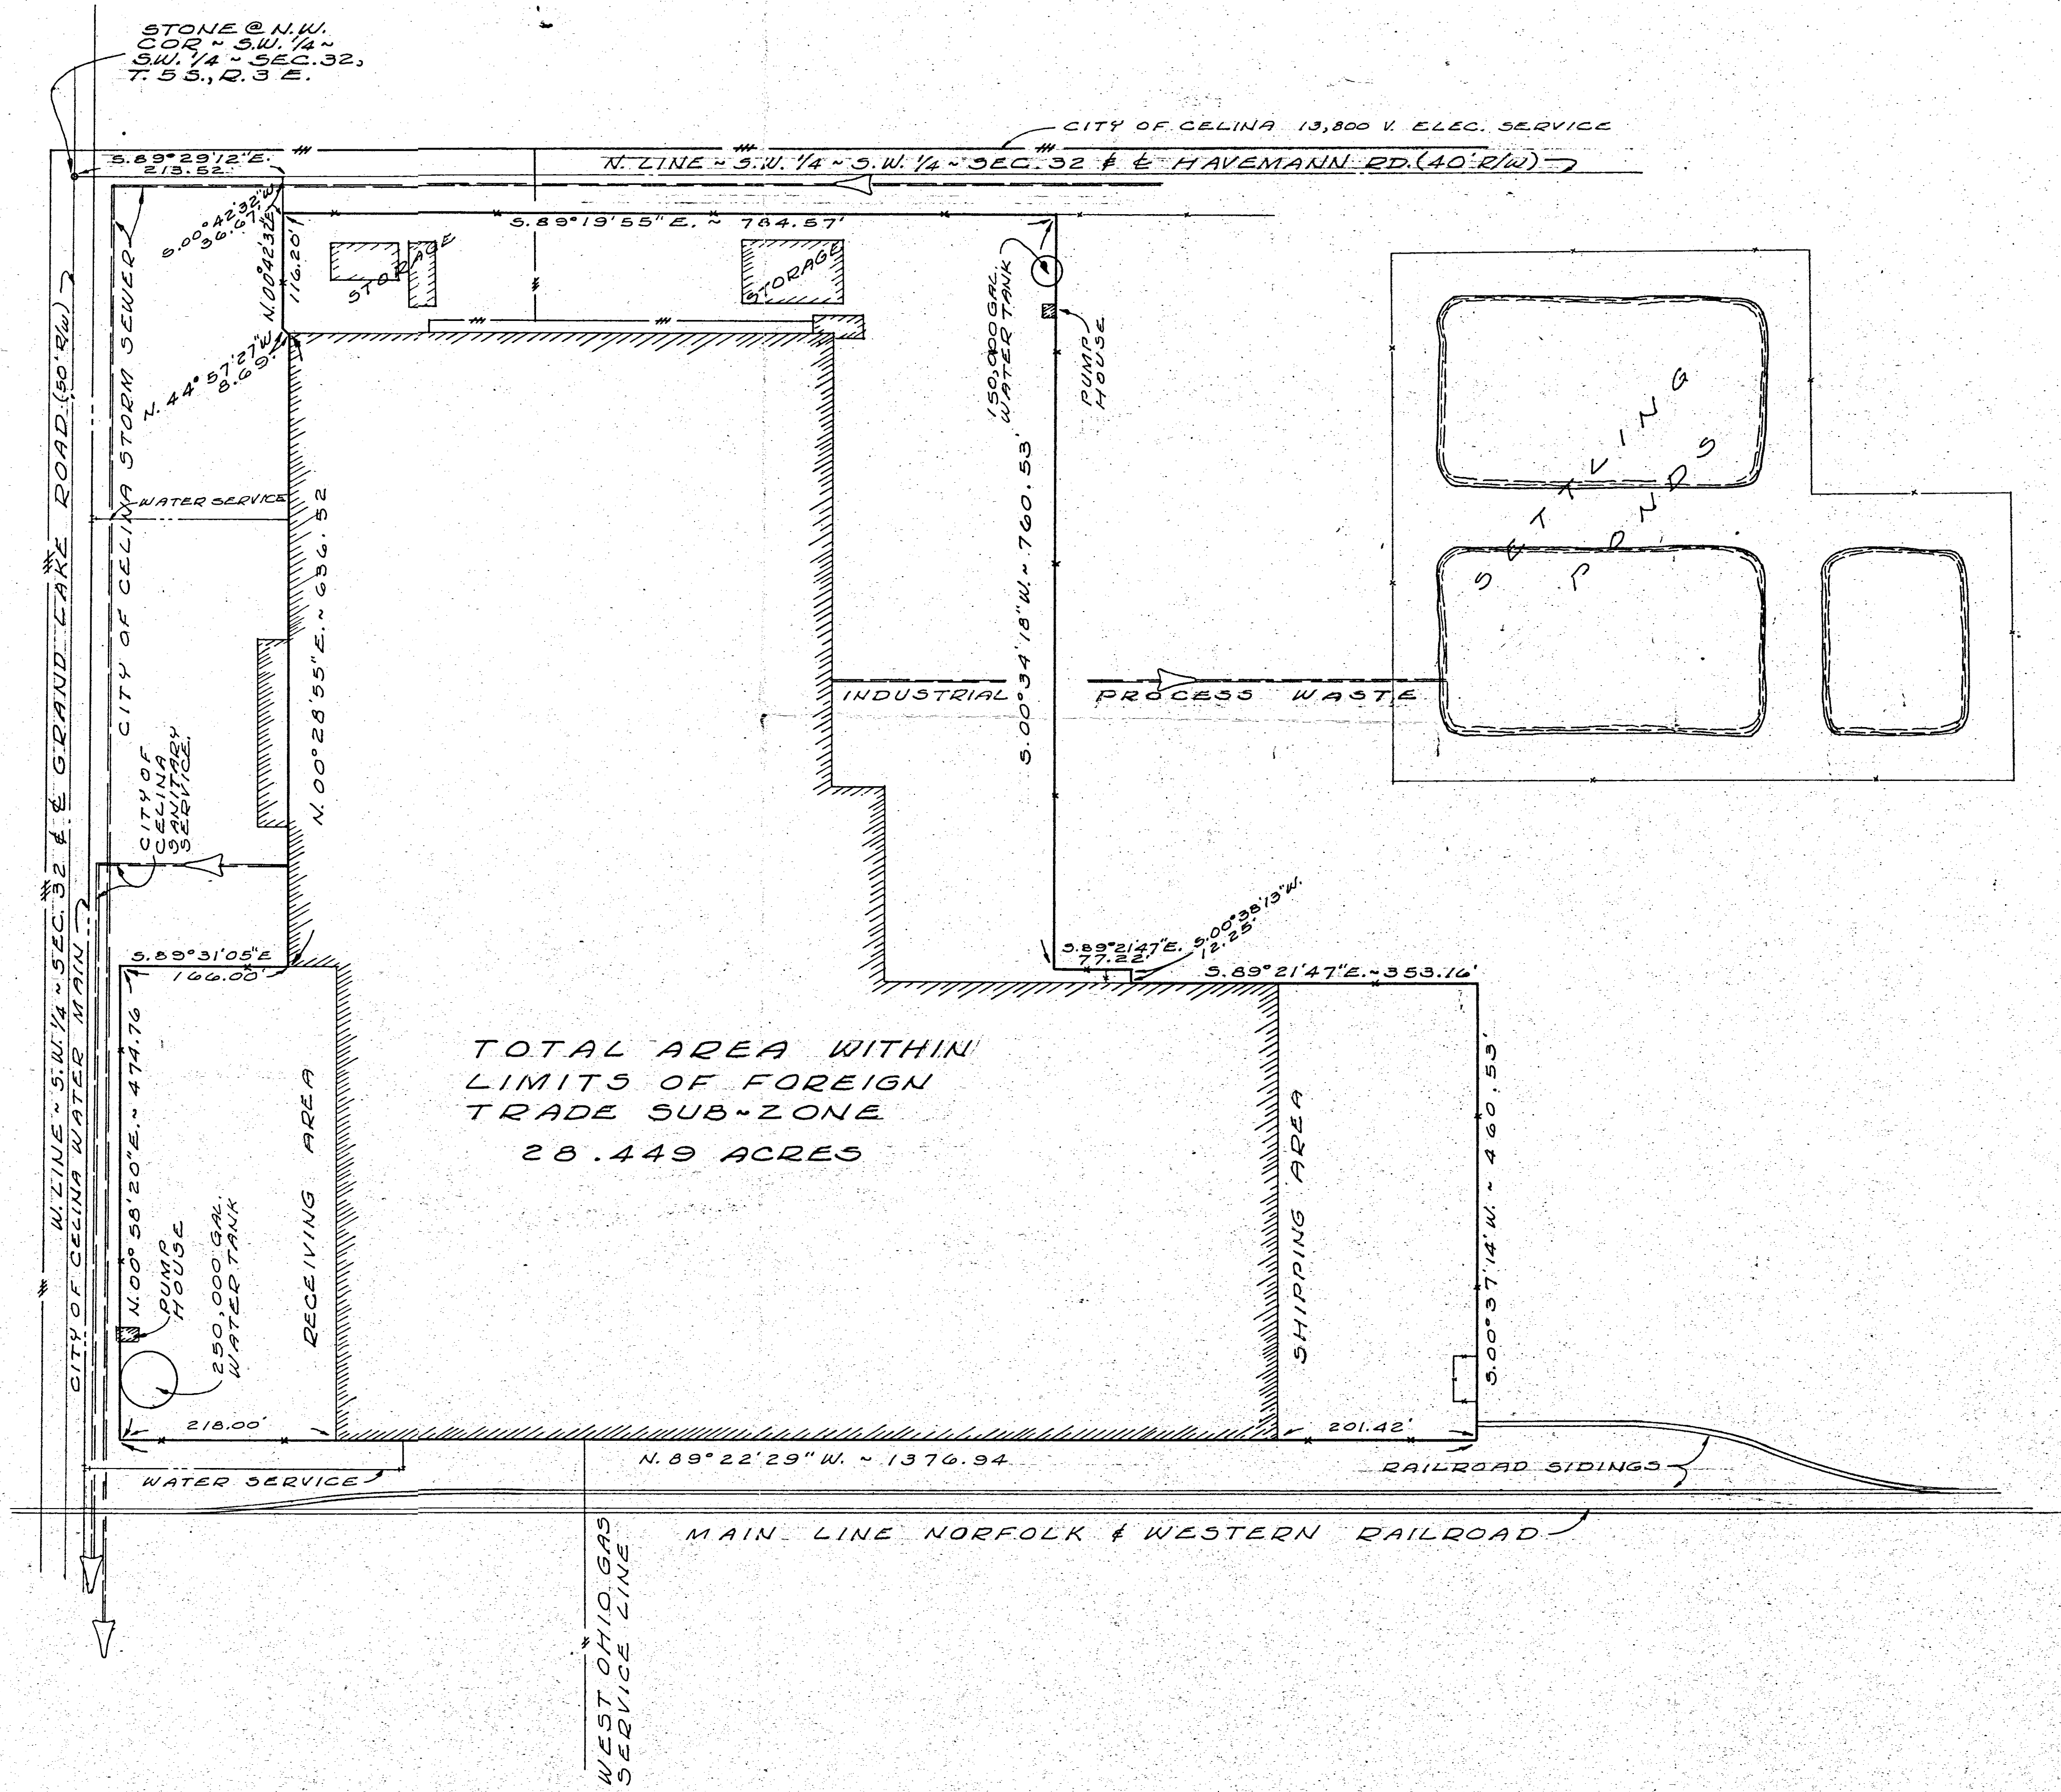 STONE @ N.W.
COR ~ S.W. 1/4 ~
S.W. 1/4 ~ SEC. 32,
T. 5 S., R. 3 E.
CITY OF CELINA 13,800 V. ELEC. SERVICE
S.89°29'12"E.
213.52'
N. LINE ~ S.W. 1/4 ~ S.W. 1/4 ~ SEC. 32 & ℄ HAVEMANN RD. (40' R/W)
S.00°42'32"W.
36.67'
N.00°42'32"E.
116.20'
S.89°19'55"E. ~ 784.57'
STORAGE
STORAGE
150,000 GAL.
WATER TANK
PUMP
HOUSE
N. 44°57'27"W.
8.69'
SETTLING
PONDS
W. LINE ~ S.W. 1/4 ~ SEC. 32 & ℄ GRAND LAKE ROAD (50' R/W)
CITY OF CELINA STORM SEWER
WATER SERVICE
N.00°28'55"E. ~ 636.52
S.00°34'18"W. ~ 760.53'
INDUSTRIAL PROCESS WASTE
CITY OF
CELINA
SANITARY
SERVICE.
CITY OF CELINA WATER MAIN
S.89°31'05"E
166.00'
S.89°21'47"E.
77.22'
S.00°38'13"W.
12.25'
S.89°21'47"E. ~ 353.16'
N.00°58'20"E. ~ 474.76
TOTAL AREA WITHIN
LIMITS OF FOREIGN
TRADE SUB~ZONE
28.449 ACRES
RECEIVING AREA
SHIPPING AREA
S.00°37'14"W. ~ 460.53'
PUMP
HOUSE
250,000 GAL.
WATER TANK
218.00'
201.42'
N. 89°22'29"W. ~ 1376.94
WATER SERVICE
RAILROAD SIDINGS
MAIN LINE NORFOLK & WESTERN RAILROAD
WEST OHIO GAS
SERVICE LINE